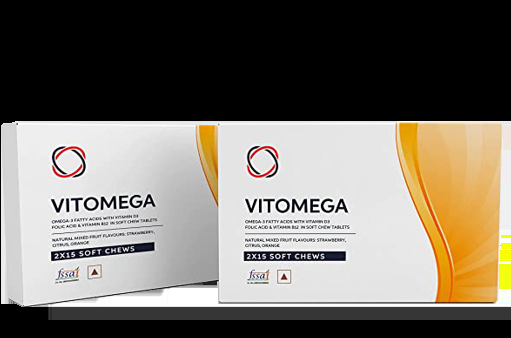 VITOMEGA
OMEGA-3 FATTY ACIDS WITH VITAMIN D3
FOLIC ACID & VITAMIN B12 IN SOFT CHEW TABLETS
NATURAL MIXED FRUIT FLAVOURS: STRAWBERRY,
CITRUS, ORANGE
2X15 SOFT CHEWS
fssai
VITOMEGA
OMEGA-3 FATTY ACIDS WITH VITAMIN D3
FOLIC ACID & VITAMIN B12 IN SOFT CHEW TABLETS
NATURAL MIXED FRUIT FLAVOURS: STRAWBERRY,
CITRUS, ORANGE
2X15 SOFT CHEWS
fssai